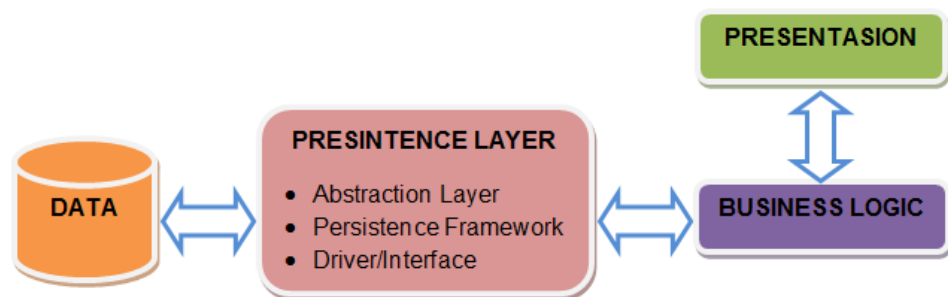 PRESENTASION
PRESINTENCE LAYER
• Abstraction Layer
• Persistence Framework
• Driver/Interface
DATA
BUSINESS LOGIC